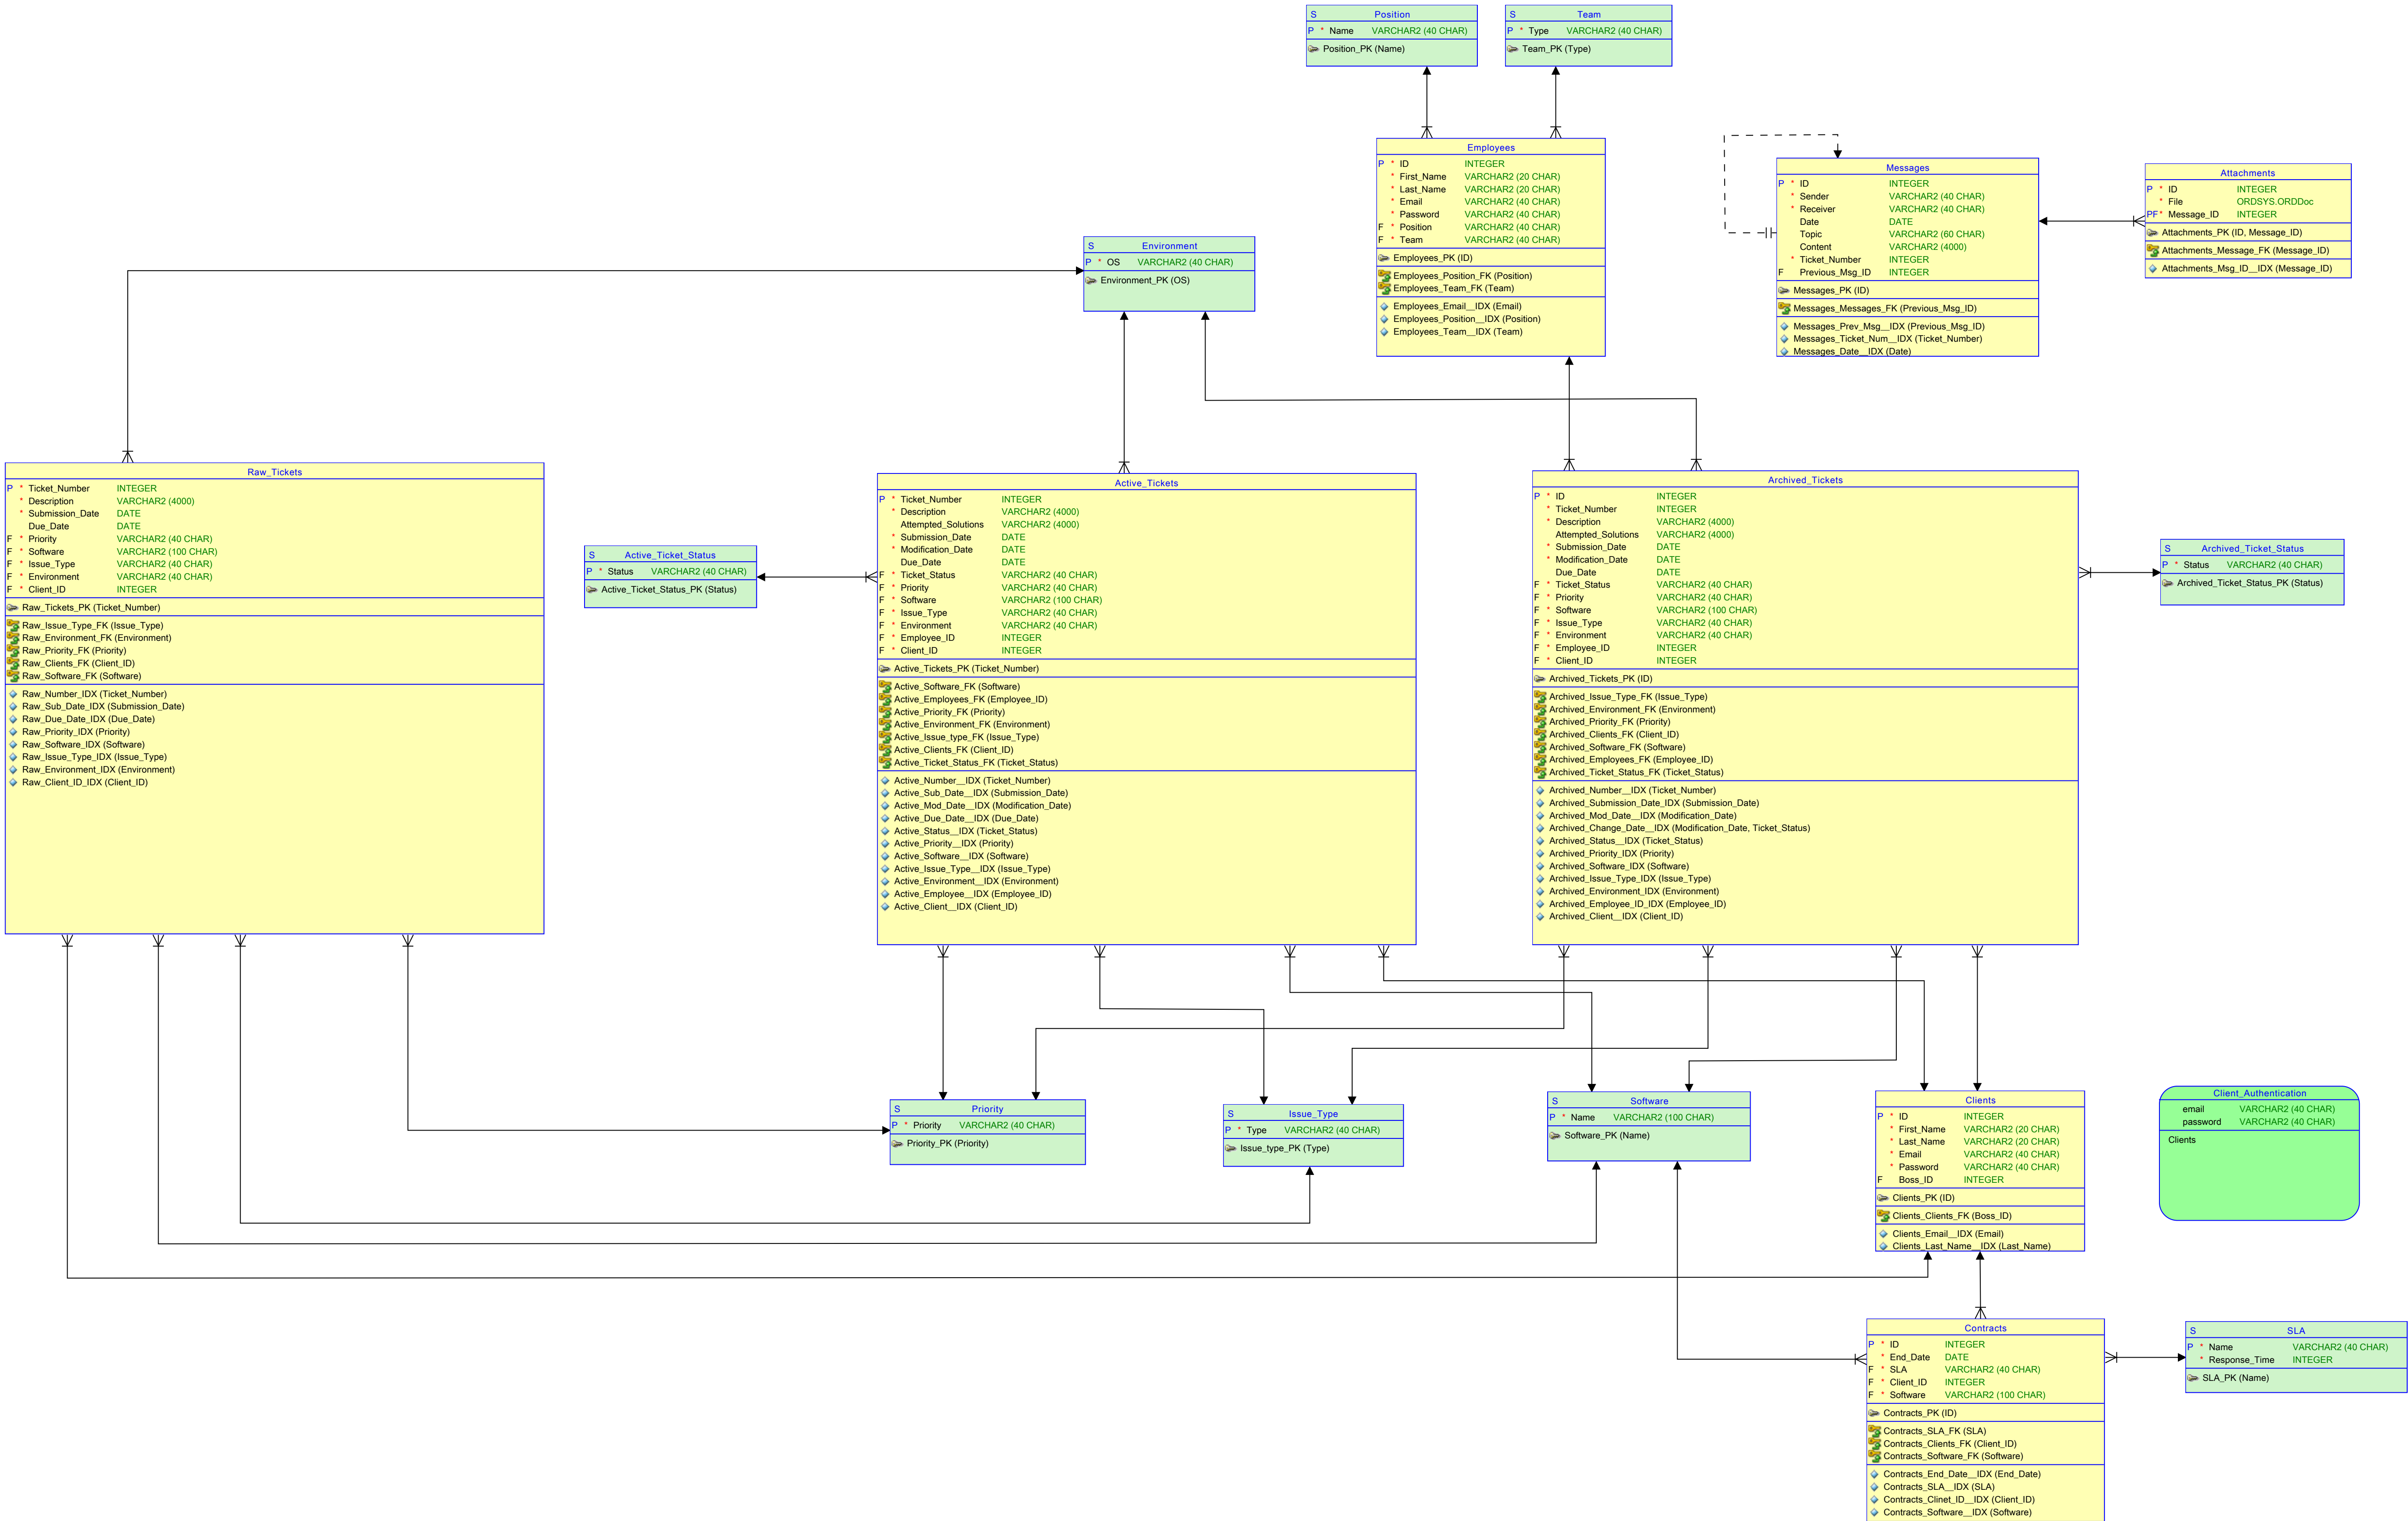 S Position
P * Name VARCHAR2 (40 CHAR)
Position_PK (Name)
S Team
P * Type VARCHAR2 (40 CHAR)
Team_PK (Type)
Employees
P * ID INTEGER
* First_Name VARCHAR2 (20 CHAR)
* Last_Name VARCHAR2 (20 CHAR)
* Email VARCHAR2 (40 CHAR)
* Password VARCHAR2 (40 CHAR)
F * Position VARCHAR2 (40 CHAR)
F * Team VARCHAR2 (40 CHAR)
Employees_PK (ID)
Employees_Position_FK (Position)
Employees_Team_FK (Team)
Employees_Email__IDX (Email)
Employees_Position__IDX (Position)
Employees_Team__IDX (Team)
Messages
P * ID INTEGER
* Sender VARCHAR2 (40 CHAR)
* Receiver VARCHAR2 (40 CHAR)
Date DATE
Topic VARCHAR2 (60 CHAR)
Content VARCHAR2 (4000)
* Ticket_Number INTEGER
F Previous_Msg_ID INTEGER
Messages_PK (ID)
Messages_Messages_FK (Previous_Msg_ID)
Messages_Prev_Msg__IDX (Previous_Msg_ID)
Messages_Ticket_Num__IDX (Ticket_Number)
Messages_Date__IDX (Date)
Attachments
P * ID INTEGER
* File ORDSYS.ORDDoc
PF* Message_ID INTEGER
Attachments_PK (ID, Message_ID)
Attachments_Message_FK (Message_ID)
Attachments_Msg_ID__IDX (Message_ID)
S Environment
P * OS VARCHAR2 (40 CHAR)
Environment_PK (OS)
Raw_Tickets
P * Ticket_Number INTEGER
* Description VARCHAR2 (4000)
* Submission_Date DATE
Due_Date DATE
F * Priority VARCHAR2 (40 CHAR)
F * Software VARCHAR2 (100 CHAR)
F * Issue_Type VARCHAR2 (40 CHAR)
F * Environment VARCHAR2 (40 CHAR)
F * Client_ID INTEGER
Raw_Tickets_PK (Ticket_Number)
Raw_Issue_Type_FK (Issue_Type)
Raw_Environment_FK (Environment)
Raw_Priority_FK (Priority)
Raw_Clients_FK (Client_ID)
Raw_Software_FK (Software)
Raw_Number_IDX (Ticket_Number)
Raw_Sub_Date_IDX (Submission_Date)
Raw_Due_Date_IDX (Due_Date)
Raw_Priority_IDX (Priority)
Raw_Software_IDX (Software)
Raw_Issue_Type_IDX (Issue_Type)
Raw_Environment_IDX (Environment)
Raw_Client_ID_IDX (Client_ID)
S Active_Ticket_Status
P * Status VARCHAR2 (40 CHAR)
Active_Ticket_Status_PK (Status)
Active_Tickets
P * Ticket_Number INTEGER
* Description VARCHAR2 (4000)
Attempted_Solutions VARCHAR2 (4000)
* Submission_Date DATE
* Modification_Date DATE
Due_Date DATE
F * Ticket_Status VARCHAR2 (40 CHAR)
F * Priority VARCHAR2 (40 CHAR)
F * Software VARCHAR2 (100 CHAR)
F * Issue_Type VARCHAR2 (40 CHAR)
F * Environment VARCHAR2 (40 CHAR)
F * Employee_ID INTEGER
F * Client_ID INTEGER
Active_Tickets_PK (Ticket_Number)
Active_Software_FK (Software)
Active_Employees_FK (Employee_ID)
Active_Priority_FK (Priority)
Active_Environment_FK (Environment)
Active_Issue_type_FK (Issue_Type)
Active_Clients_FK (Client_ID)
Active_Ticket_Status_FK (Ticket_Status)
Active_Number__IDX (Ticket_Number)
Active_Sub_Date__IDX (Submission_Date)
Active_Mod_Date__IDX (Modification_Date)
Active_Due_Date__IDX (Due_Date)
Active_Status__IDX (Ticket_Status)
Active_Priority__IDX (Priority)
Active_Software__IDX (Software)
Active_Issue_Type__IDX (Issue_Type)
Active_Environment__IDX (Environment)
Active_Employee__IDX (Employee_ID)
Active_Client__IDX (Client_ID)
Archived_Tickets
P * ID INTEGER
* Ticket_Number INTEGER
* Description VARCHAR2 (4000)
Attempted_Solutions VARCHAR2 (4000)
* Submission_Date DATE
* Modification_Date DATE
Due_Date DATE
F * Ticket_Status VARCHAR2 (40 CHAR)
F * Priority VARCHAR2 (40 CHAR)
F * Software VARCHAR2 (100 CHAR)
F * Issue_Type VARCHAR2 (40 CHAR)
F * Environment VARCHAR2 (40 CHAR)
F * Employee_ID INTEGER
F * Client_ID INTEGER
Archived_Tickets_PK (ID)
Archived_Issue_Type_FK (Issue_Type)
Archived_Environment_FK (Environment)
Archived_Priority_FK (Priority)
Archived_Clients_FK (Client_ID)
Archived_Software_FK (Software)
Archived_Employees_FK (Employee_ID)
Archived_Ticket_Status_FK (Ticket_Status)
Archived_Number__IDX (Ticket_Number)
Archived_Submission_Date_IDX (Submission_Date)
Archived_Mod_Date__IDX (Modification_Date)
Archived_Change_Date__IDX (Modification_Date, Ticket_Status)
Archived_Status__IDX (Ticket_Status)
Archived_Priority_IDX (Priority)
Archived_Software_IDX (Software)
Archived_Issue_Type_IDX (Issue_Type)
Archived_Environment_IDX (Environment)
Archived_Employee_ID_IDX (Employee_ID)
Archived_Client__IDX (Client_ID)
S Archived_Ticket_Status
P * Status VARCHAR2 (40 CHAR)
Archived_Ticket_Status_PK (Status)
S Priority
P * Priority VARCHAR2 (40 CHAR)
Priority_PK (Priority)
S Issue_Type
P * Type VARCHAR2 (40 CHAR)
Issue_type_PK (Type)
S Software
P * Name VARCHAR2 (100 CHAR)
Software_PK (Name)
Clients
P * ID INTEGER
* First_Name VARCHAR2 (20 CHAR)
* Last_Name VARCHAR2 (20 CHAR)
* Email VARCHAR2 (40 CHAR)
* Password VARCHAR2 (40 CHAR)
F Boss_ID INTEGER
Clients_PK (ID)
Clients_Clients_FK (Boss_ID)
Clients_Email__IDX (Email)
Clients_Last_Name__IDX (Last_Name)
Client_Authentication
email VARCHAR2 (40 CHAR)
password VARCHAR2 (40 CHAR)
Clients
Contracts
P * ID INTEGER
* End_Date DATE
F * SLA VARCHAR2 (40 CHAR)
F * Client_ID INTEGER
F * Software VARCHAR2 (100 CHAR)
Contracts_PK (ID)
Contracts_SLA_FK (SLA)
Contracts_Clients_FK (Client_ID)
Contracts_Software_FK (Software)
Contracts_End_Date__IDX (End_Date)
Contracts_SLA__IDX (SLA)
Contracts_Clinet_ID__IDX (Client_ID)
Contracts_Software__IDX (Software)
S SLA
P * Name VARCHAR2 (40 CHAR)
* Response_Time INTEGER
SLA_PK (Name)